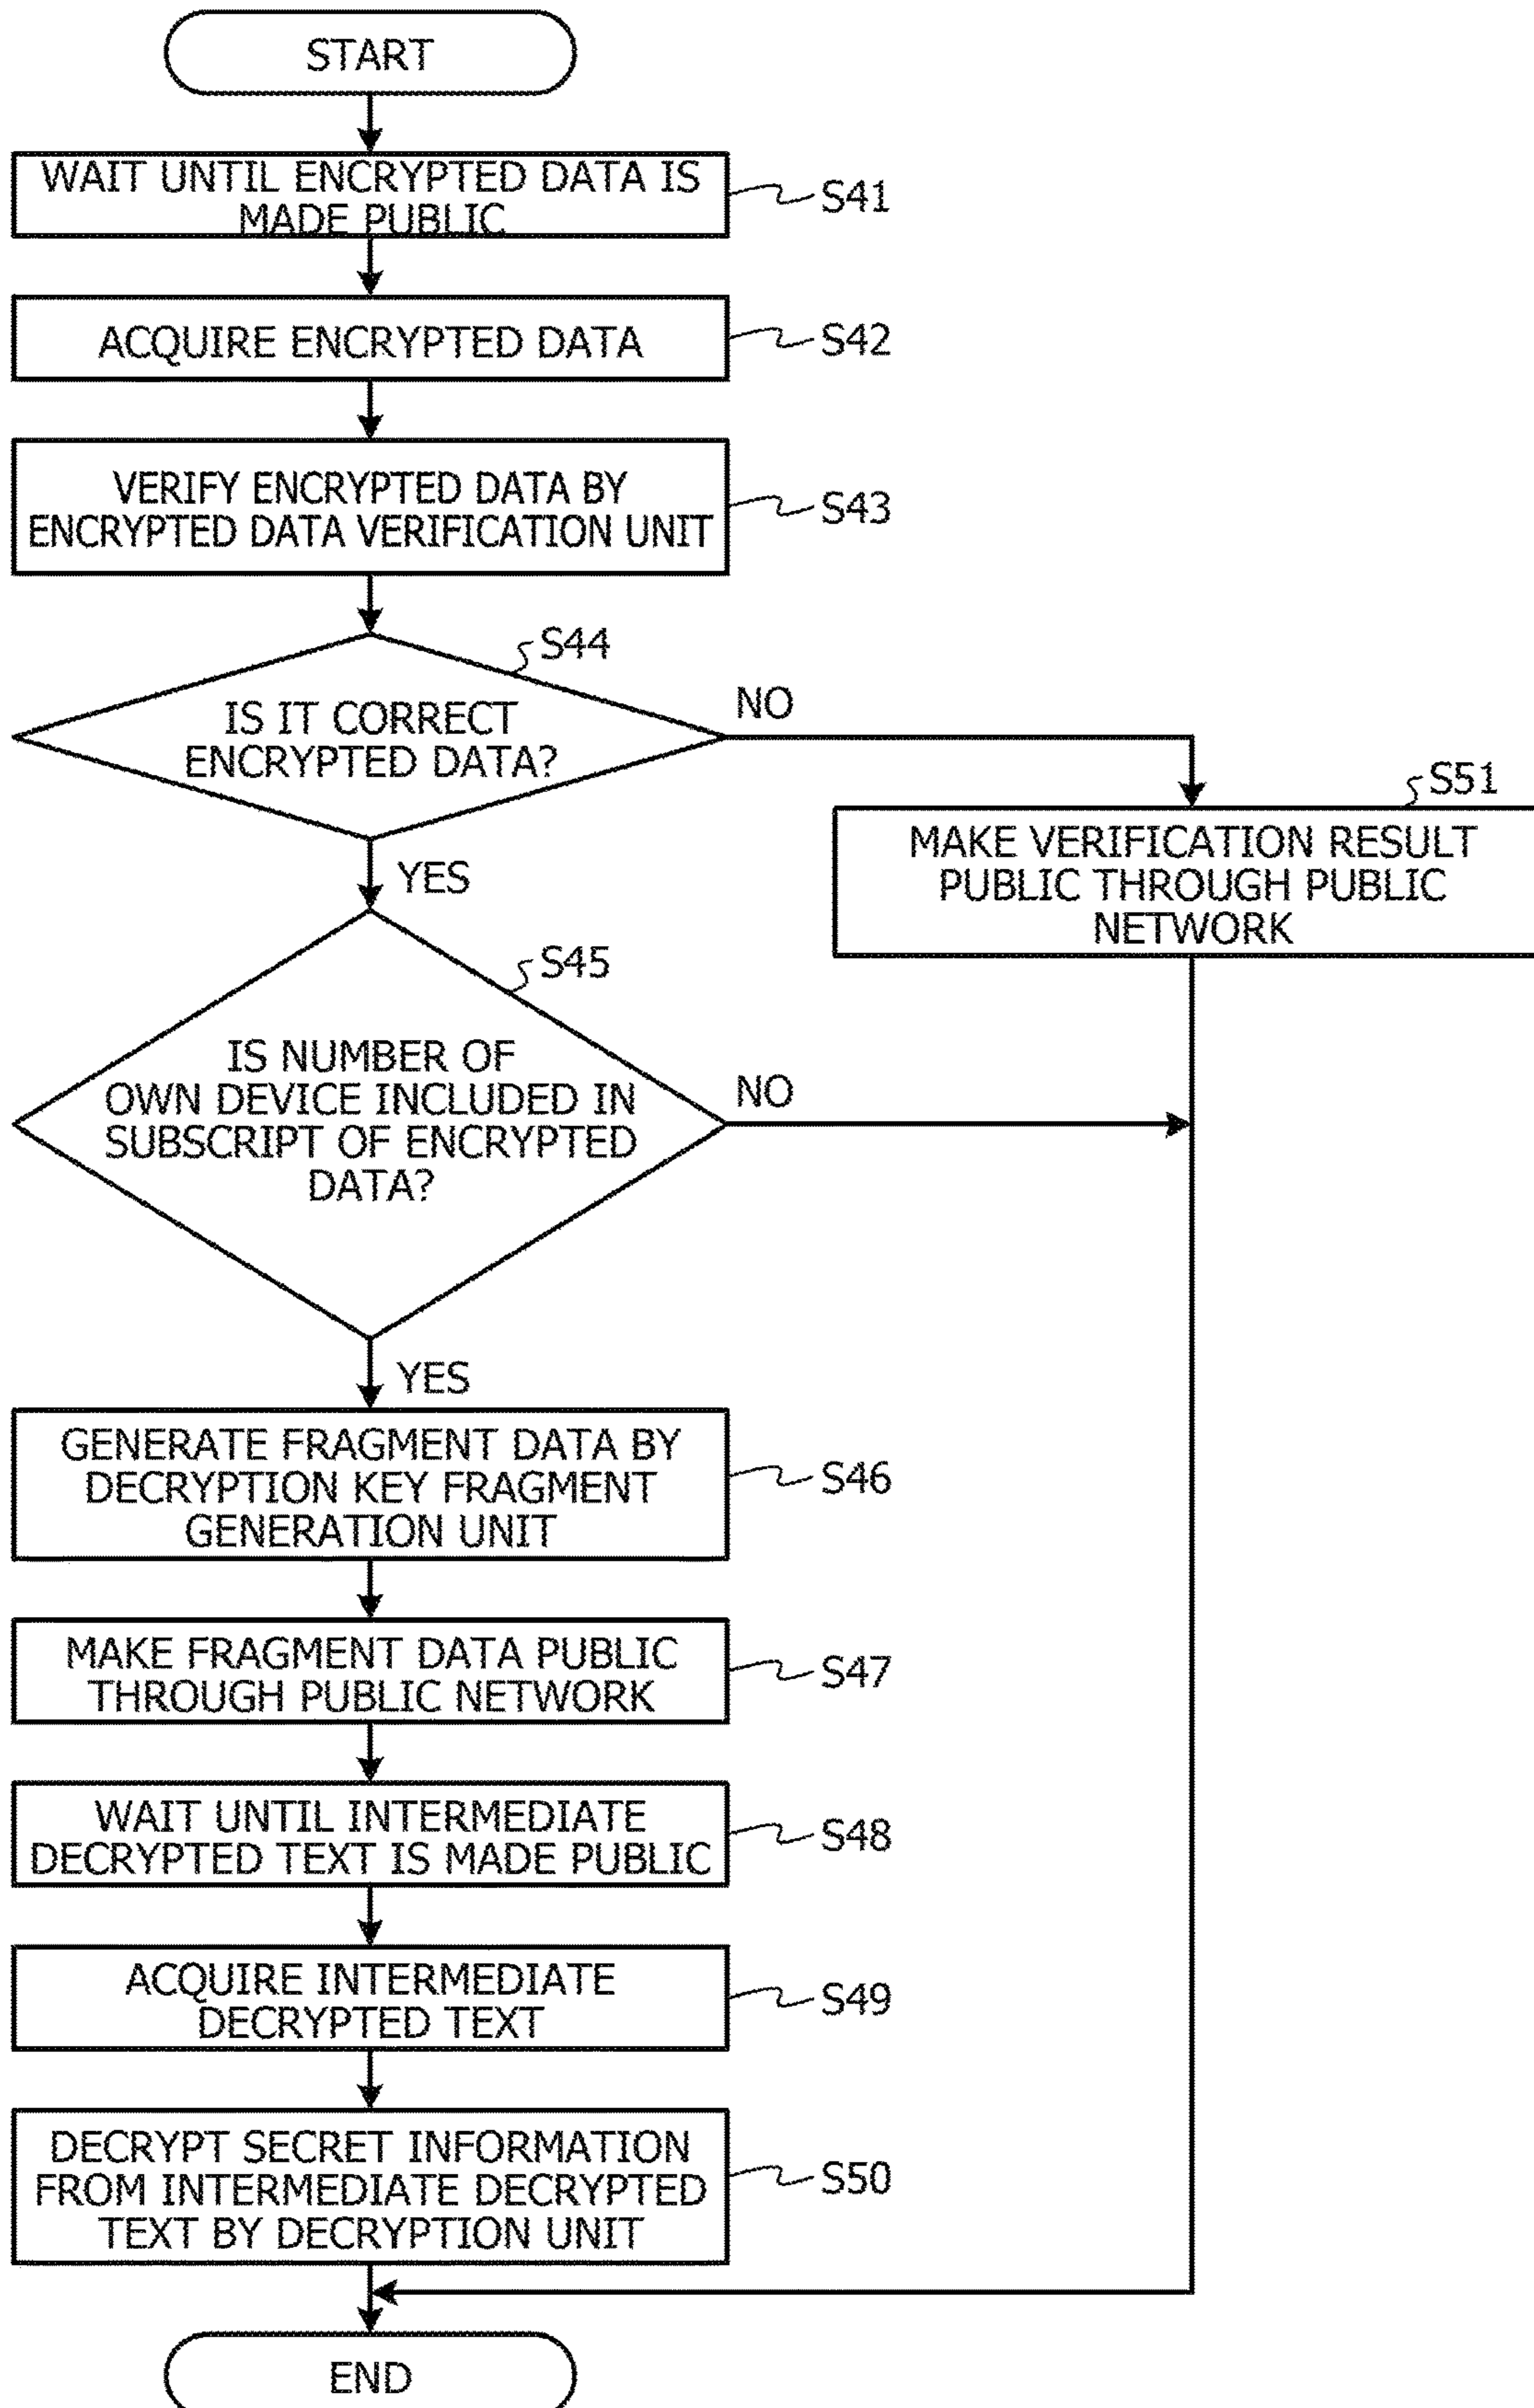 START
WAIT UNTIL ENCRYPTED DATA IS
MADE PUBLIC
S41
ACQUIRE ENCRYPTED DATA
S42
VERIFY ENCRYPTED DATA BY
ENCRYPTED DATA VERIFICATION UNIT
S43
S44
IS IT CORRECT
ENCRYPTED DATA?
NO
YES
S51
MAKE VERIFICATION RESULT
PUBLIC THROUGH PUBLIC
NETWORK
S45
IS NUMBER OF
OWN DEVICE INCLUDED IN
SUBSCRIPT OF ENCRYPTED
DATA?
NO
YES
GENERATE FRAGMENT DATA BY
DECRYPTION KEY FRAGMENT
GENERATION UNIT
S46
MAKE FRAGMENT DATA PUBLIC
THROUGH PUBLIC NETWORK
S47
WAIT UNTIL INTERMEDIATE
DECRYPTED TEXT IS MADE PUBLIC
S48
ACQUIRE INTERMEDIATE
DECRYPTED TEXT
S49
DECRYPT SECRET INFORMATION
FROM INTERMEDIATE DECRYPTED
TEXT BY DECRYPTION UNIT
S50
END